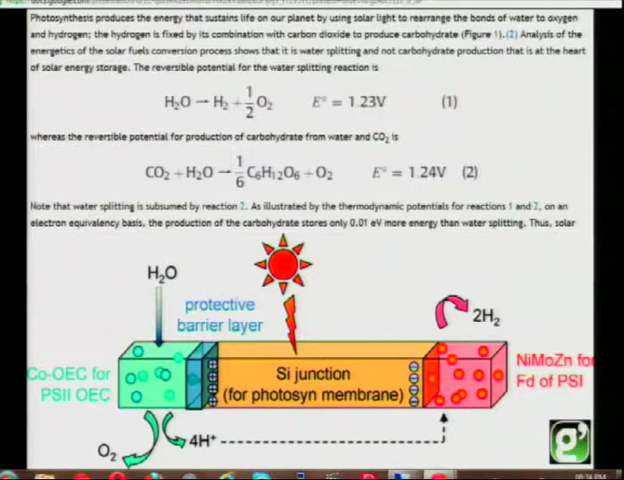 docs.google.com
Photosynthesis produces the energy that sustains life on our planet by using solar light to rearrange the bonds of water to oxygen
and hydrogen; the hydrogen is fixed by its combination with carbon dioxide to produce carbohydrate (Figure 1).(2) Analysis of the
energetics of the solar fuels conversion process shows that it is water splitting and not carbohydrate production that is at the heart
of solar energy storage. The reversible potential for the water splitting reaction is
H₂O → H₂ + 1/2 O₂ E° = 1.23V (1)
whereas the reversible potential for production of carbohydrate from water and CO₂ is
CO₂ + H₂O → 1/6 C₆H₁₂O₆ + O₂ E° = 1.24V (2)
Note that water splitting is subsumed by reaction 2. As illustrated by the thermodynamic potentials for reactions 1 and 2, on an
electron equivalency basis, the production of the carbohydrate stores only 0.01 eV more energy than water splitting. Thus, solar
H₂O
protective
barrier layer
2H₂
Co-OEC for
PSII OEC
Si junction
(for photosyn membrane)
NiMoZn for
Fd of PSI
O₂
4H⁺
g'